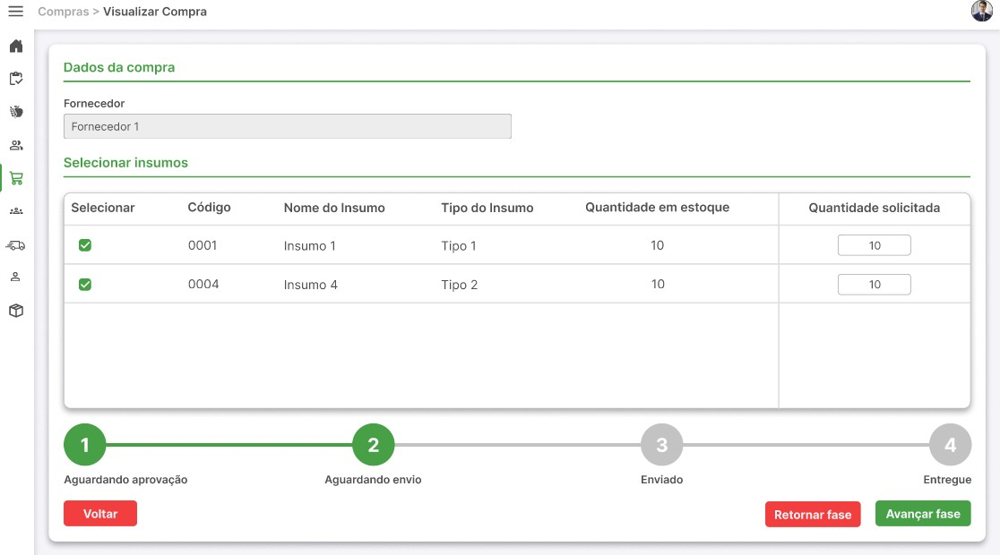 Compras > Visualizar Compra
Dados da compra
Fornecedor
Fornecedor 1
Selecionar insumos
Selecionar Código Nome do Insumo Tipo do Insumo Quantidade em estoque Quantidade solicitada
0001 Insumo 1 Tipo 1 10 10
0004 Insumo 4 Tipo 2 10 10
1 2 3 4
Aguardando aprovação Aguardando envio Enviado Entregue
Voltar Retornar fase Avançar fase